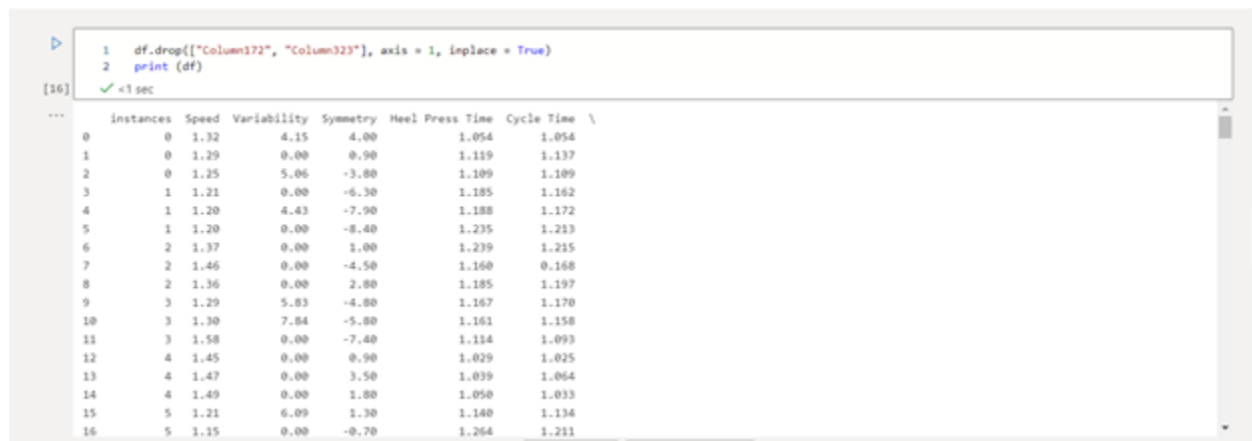 1 df.drop(["Column172", "Column323"], axis = 1, inplace = True)
2 print (df)
[16] <1 sec
...
instances Speed Variability Symmetry Heel Press Time Cycle Time \
0 0 1.32 4.15 4.00 1.054 1.054
1 0 1.29 0.00 0.90 1.119 1.137
2 0 1.25 5.06 -3.80 1.109 1.109
3 1 1.21 0.00 -6.30 1.185 1.162
4 1 1.20 4.43 -7.90 1.188 1.172
5 1 1.20 0.00 -8.40 1.235 1.213
6 2 1.37 0.00 1.00 1.239 1.215
7 2 1.46 0.00 -4.50 1.160 0.168
8 2 1.36 0.00 2.80 1.185 1.197
9 3 1.29 5.83 -4.80 1.167 1.170
10 3 1.30 7.84 -5.80 1.161 1.158
11 3 1.58 0.00 -7.40 1.114 1.093
12 4 1.45 0.00 0.90 1.029 1.025
13 4 1.47 0.00 3.50 1.039 1.064
14 4 1.49 0.00 1.80 1.050 1.033
15 5 1.21 6.09 1.30 1.140 1.134
16 5 1.15 0.00 -0.70 1.264 1.211